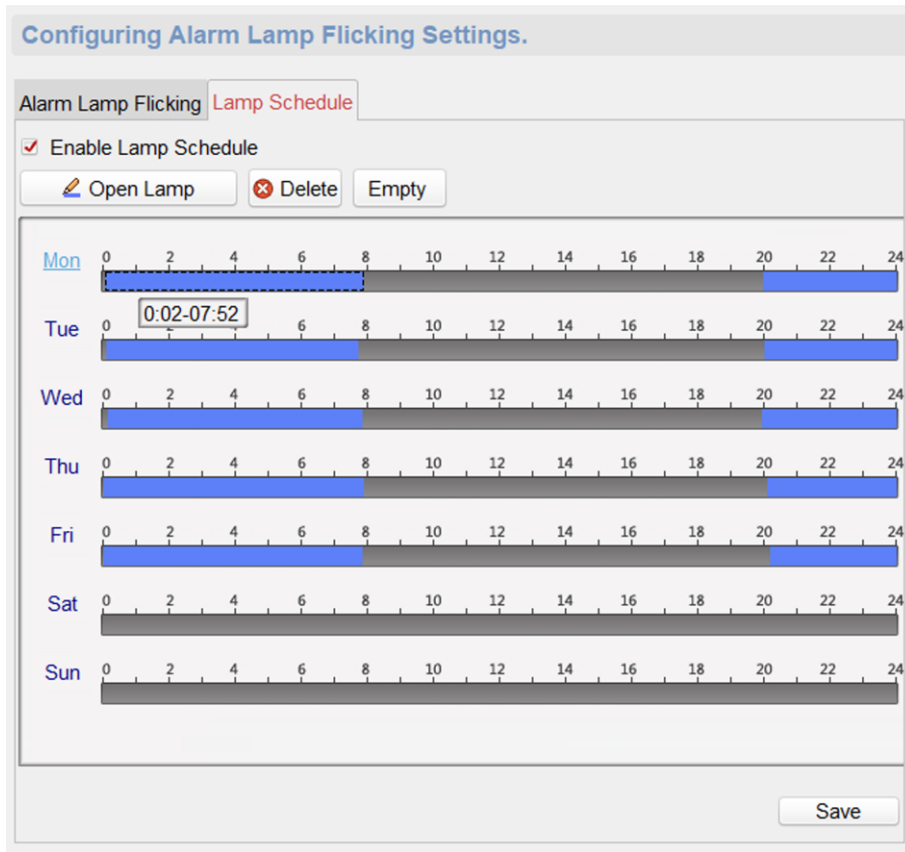 Configuring Alarm Lamp Flicking Settings.
Alarm Lamp Flicking Lamp Schedule
Enable Lamp Schedule
Open Lamp Delete Empty
Mon 0 2 4 6 8 10 12 14 16 18 20 22 24
0:02-07:52
Tue 0 6 8 10 12 14 16 18 20 22 24
Wed 0 2 4 6 8 10 12 14 16 18 20 22 24
Thu 0 2 4 6 8 10 12 14 16 18 20 22 24
Fri 0 2 4 6 8 10 12 14 16 18 20 22 24
Sat 0 2 4 6 8 10 12 14 16 18 20 22 24
Sun 0 2 4 6 8 10 12 14 16 18 20 22 24
Save